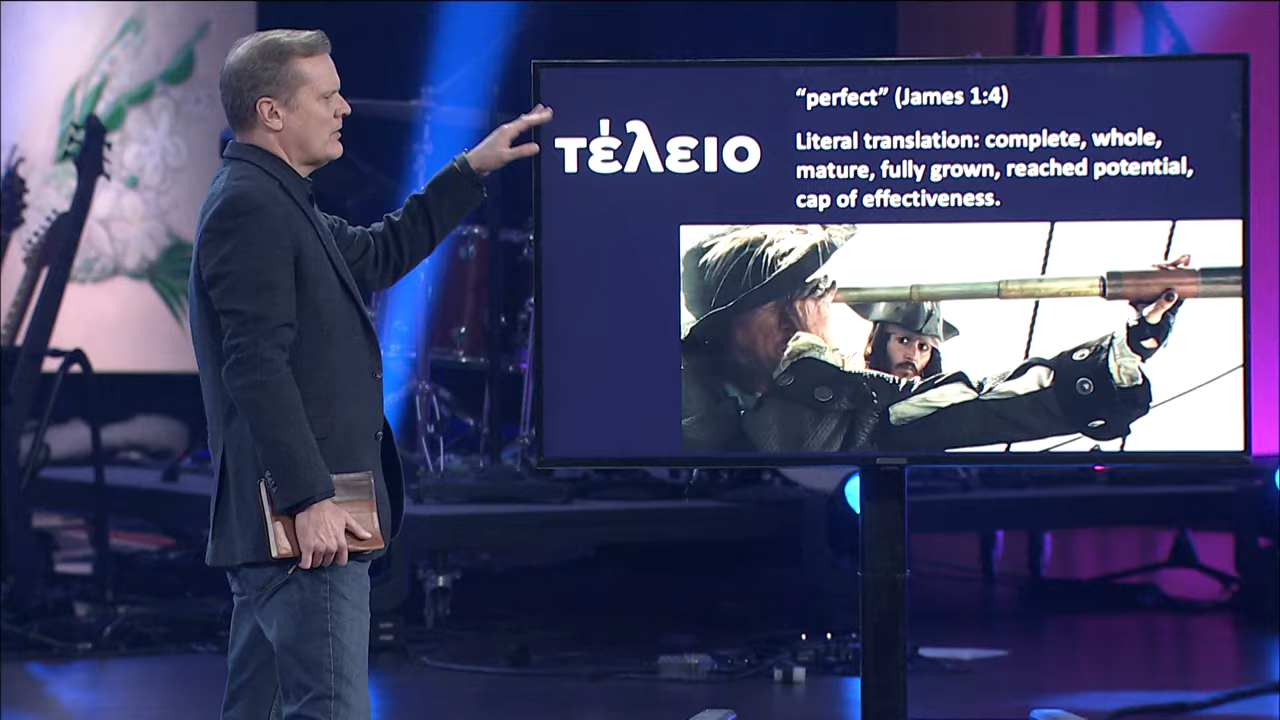 τέλειο
“perfect” (James 1:4)
Literal translation: complete, whole,
mature, fully grown, reached potential,
cap of effectiveness.